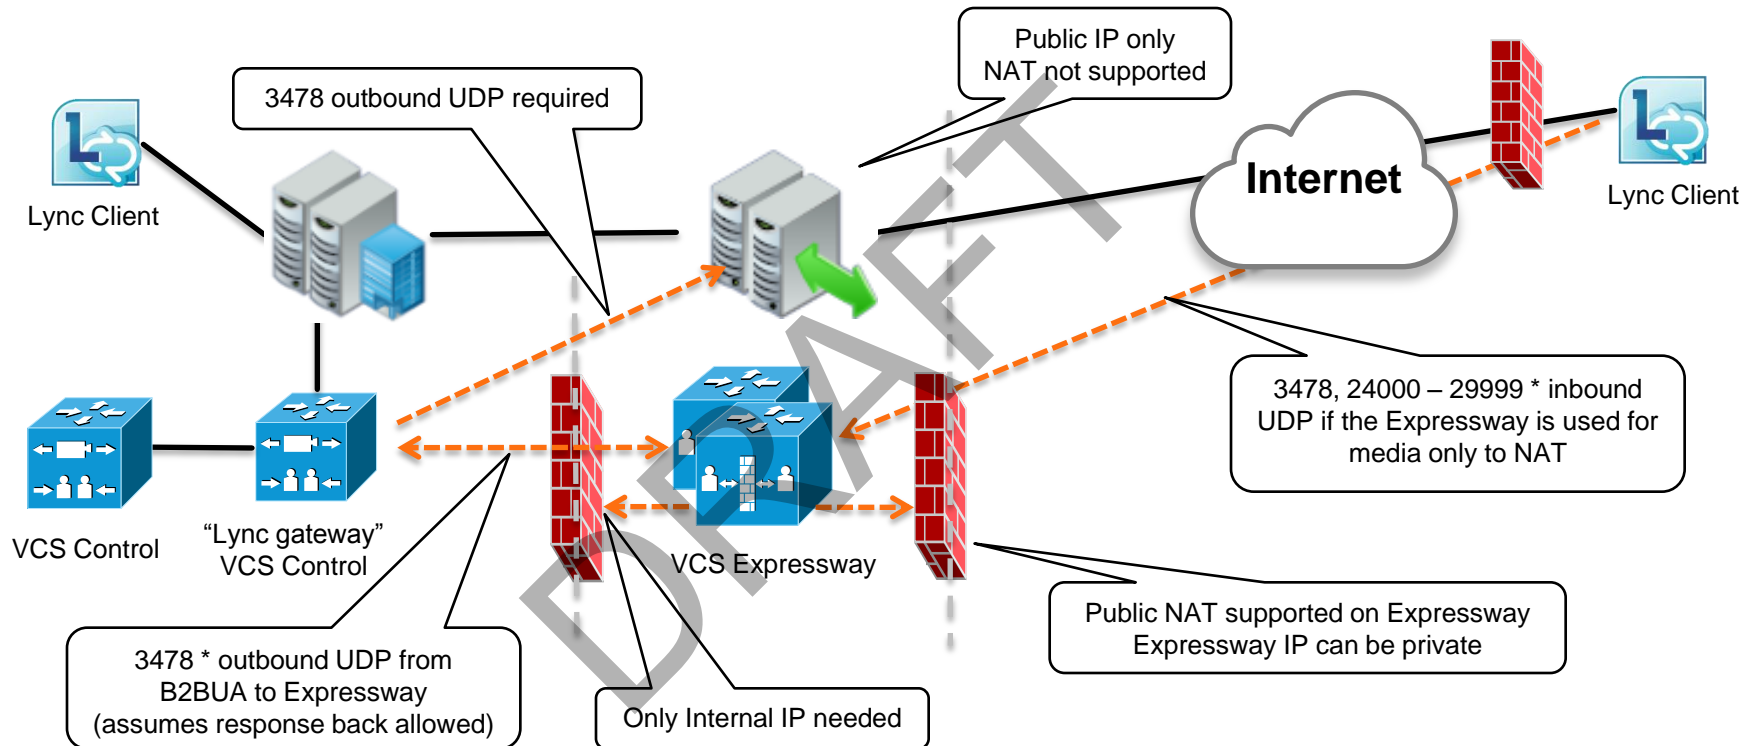 Public IP only
NAT not supported
3478 outbound UDP required
Lync Client
Internet
Lync Client
3478, 24000 – 29999 * inbound
UDP if the Expressway is used for
media only to NAT
VCS Control
“Lync gateway”
VCS Control
VCS Expressway
Public NAT supported on Expressway
Expressway IP can be private
3478 * outbound UDP from
B2BUA to Expressway
(assumes response back allowed)
Only Internal IP needed
DRAFT